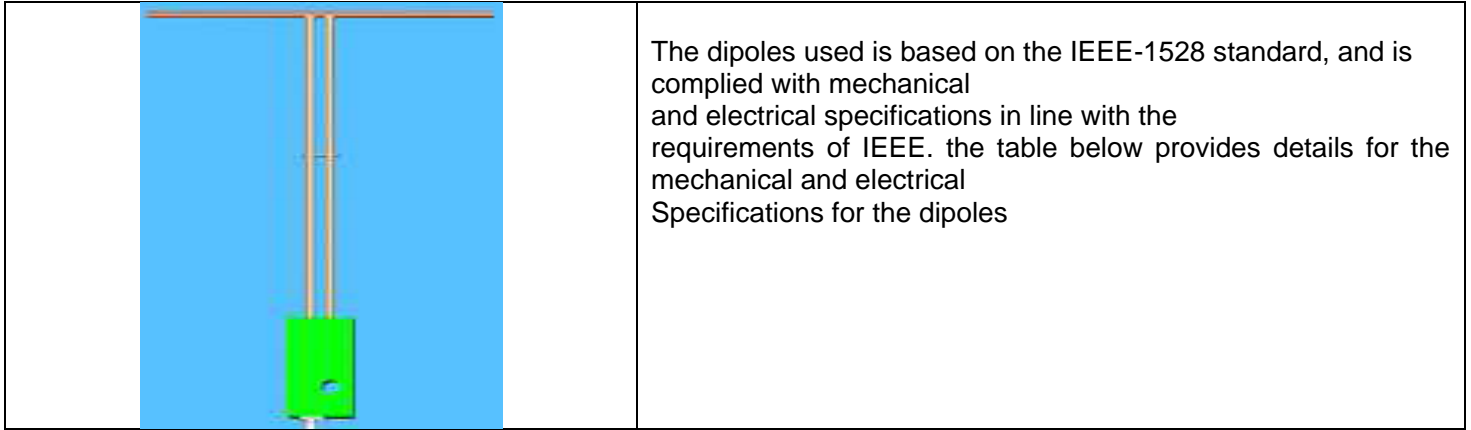 The dipoles used is based on the IEEE-1528 standard, and is
complied with mechanical
and electrical specifications in line with the
requirements of IEEE. the table below provides details for the
mechanical and electrical
Specifications for the dipoles